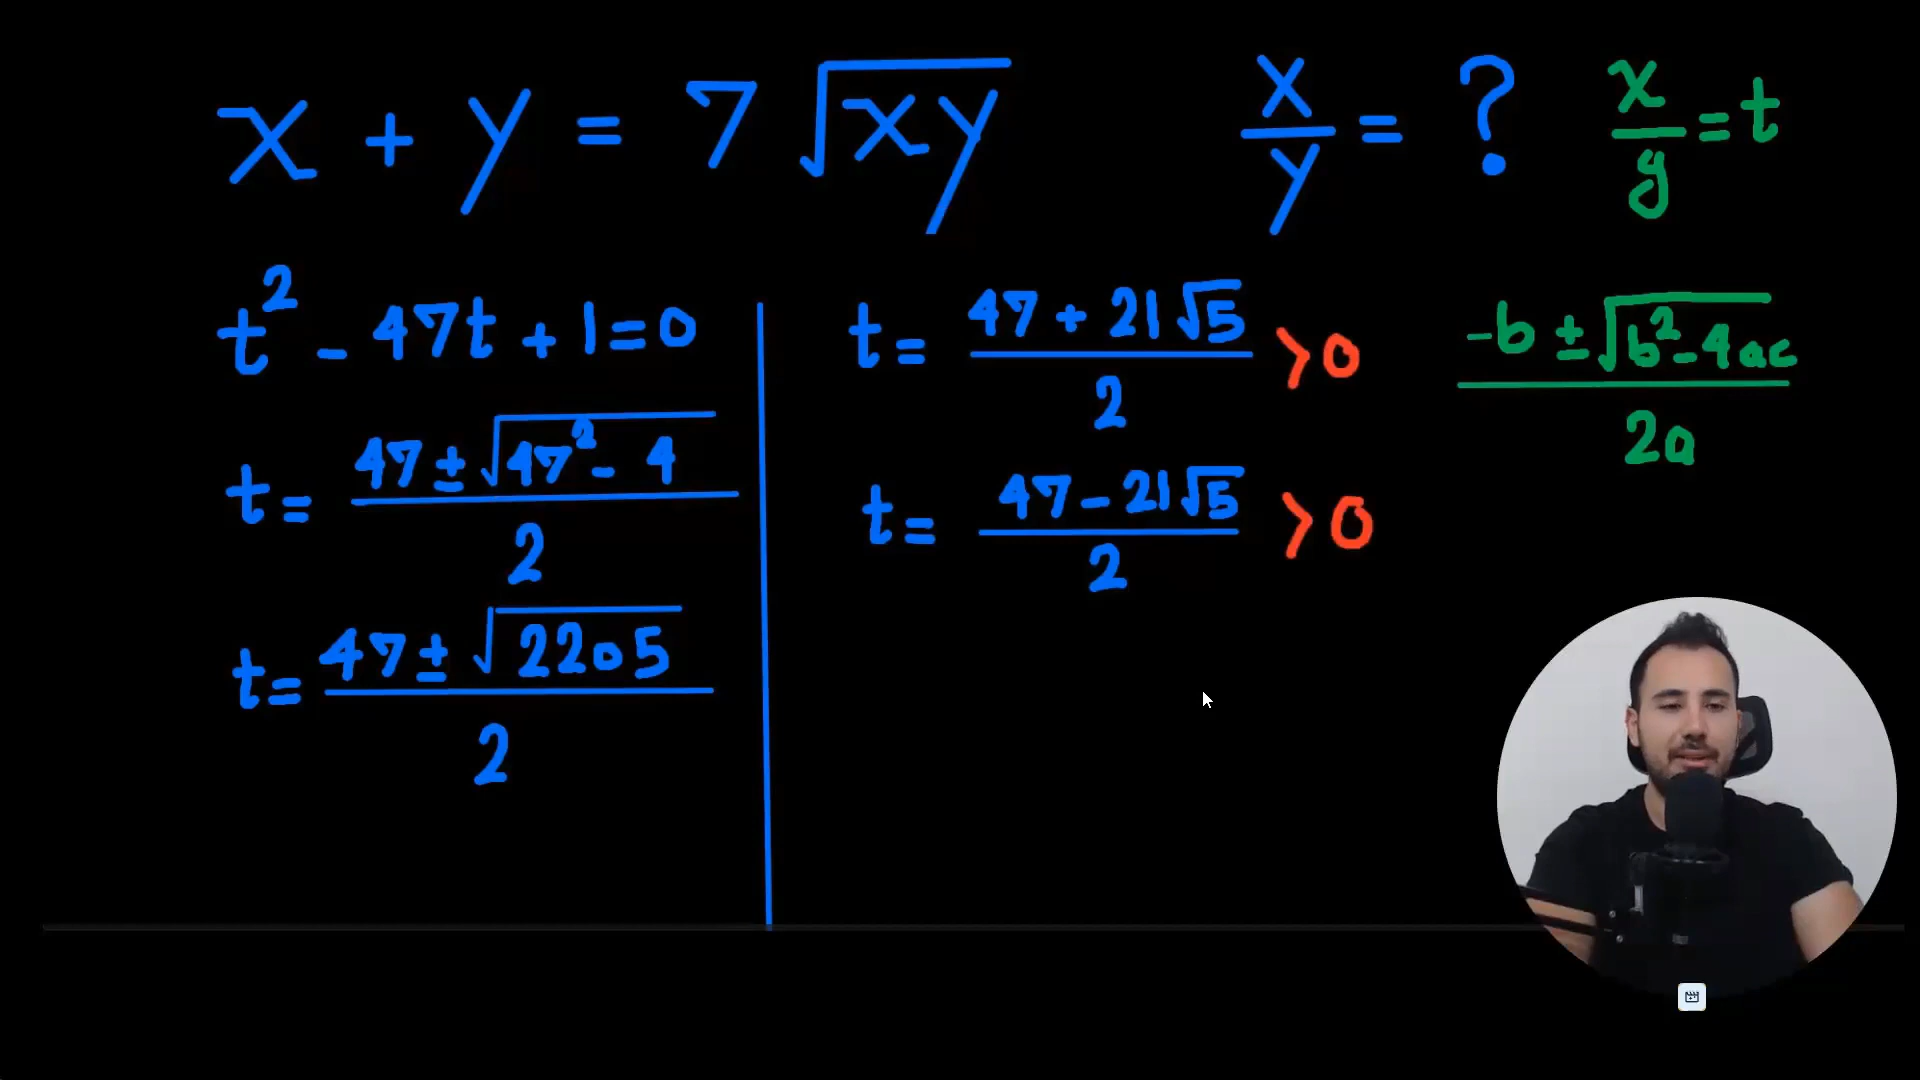 x + y = 7 √xy
x/y = ?
x/y = t
t² - 47t + 1 = 0
t = (47 ± √47² - 4)/2
t = (47 ± √2205)/2
t = (47 + 21√5)/2 > 0
t = (47 - 21√5)/2 > 0
(-b ± √b² - 4ac)/2a